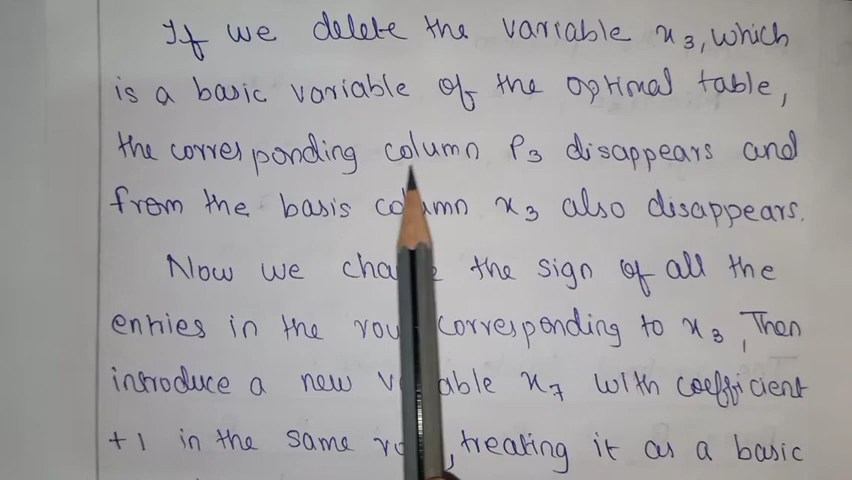 If we delete the variable x₃, which
is a basic variable of the optimal table,
the corresponding column P₃ disappears and
from the basis column x₃ also disappears.
Now we the sign of all the
entries in the corresponding to x₃, Then
introduce a new x₇ with coefficient
+1 in the same , treating it as a basic